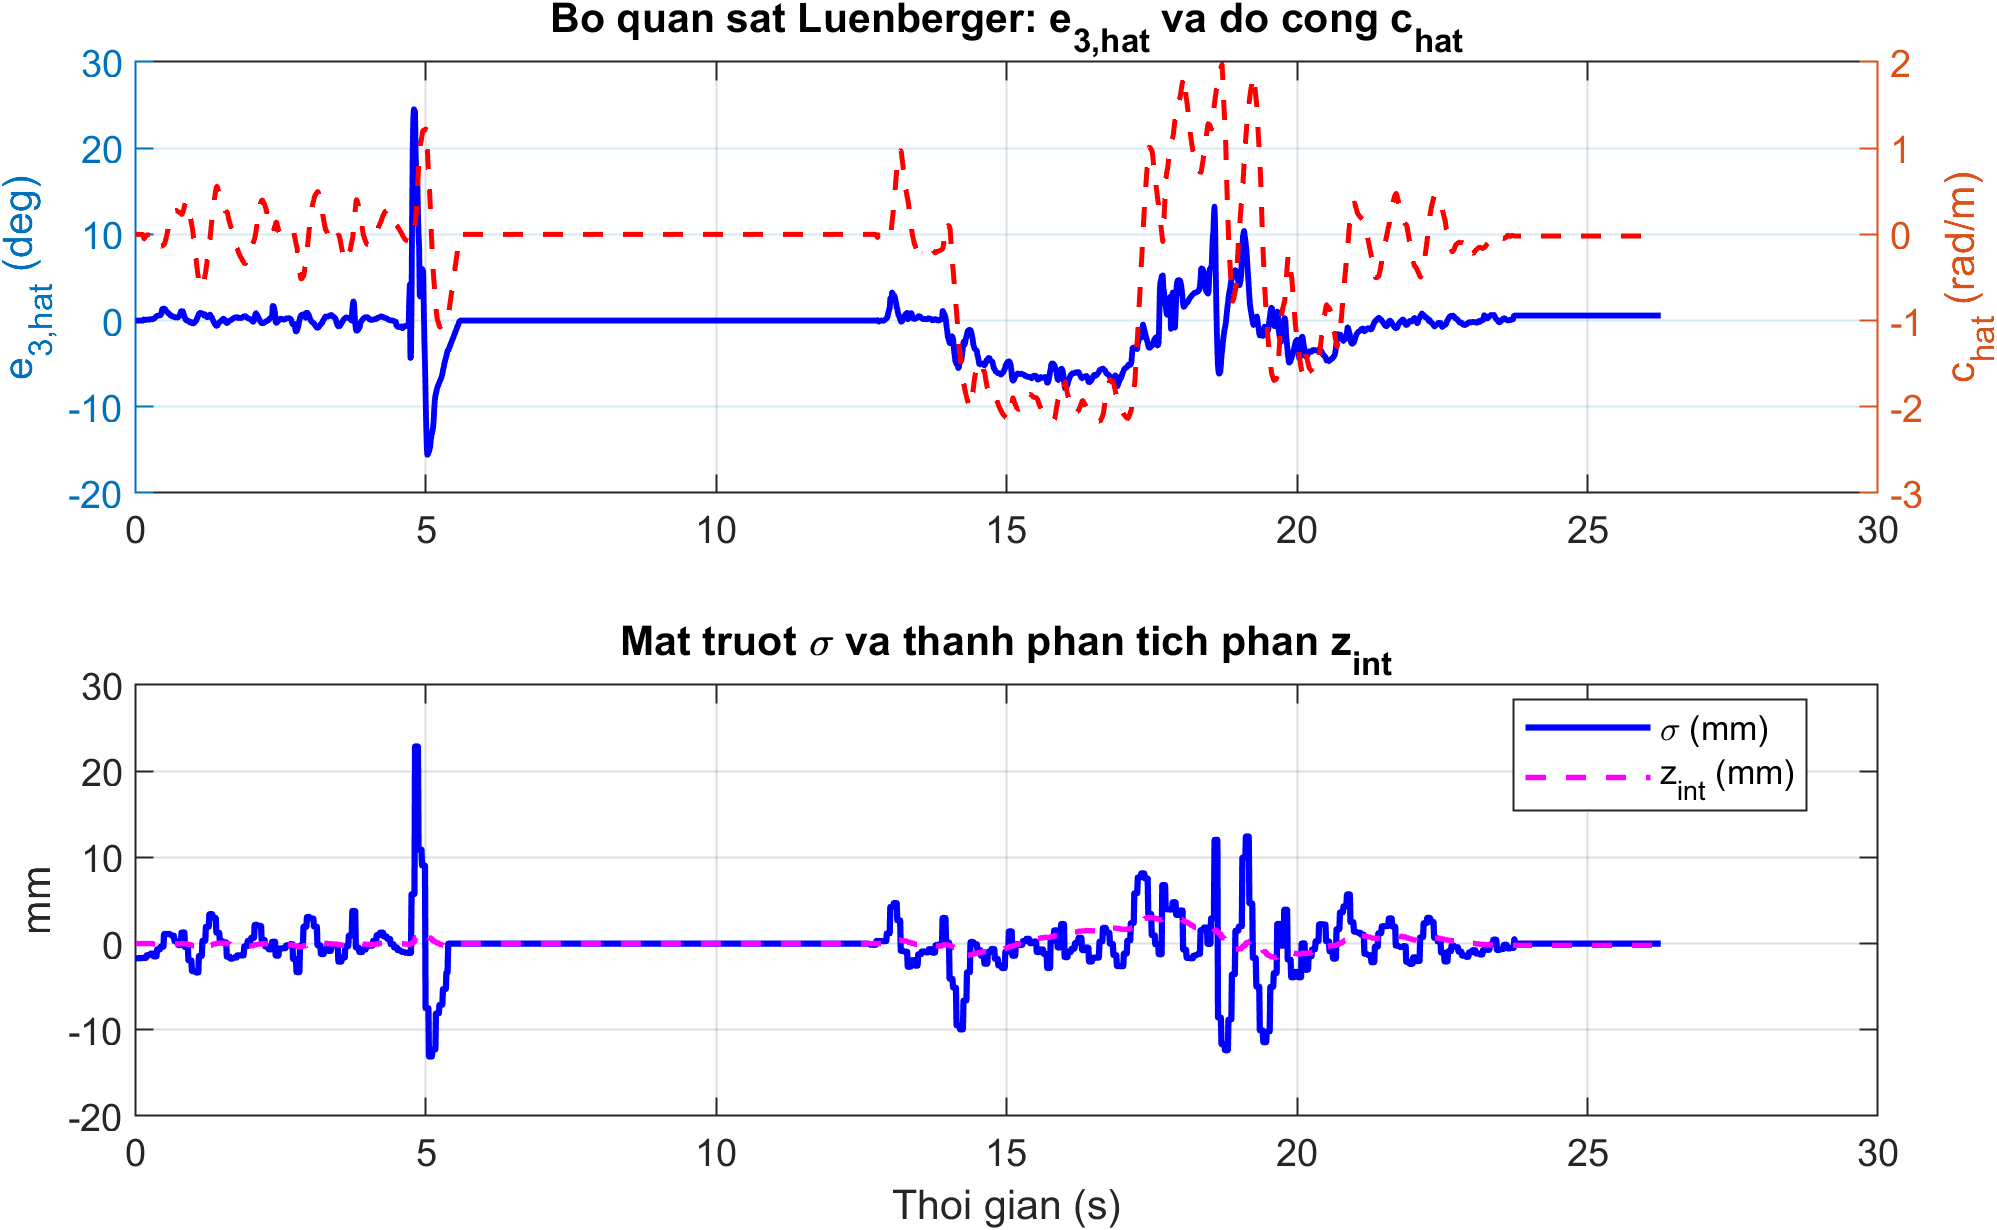 Bo quan sat Luenberger: e3,hat va do cong chat
30
20
10
0
-10
-20
e3,hat (deg)
2
1
0
-1
-2
-3
chat (rad/m)
0 5 10 15 20 25 30
Mat truot σ va thanh phan tich phan zint
30
20
10
0
-10
-20
mm
σ (mm)
zint (mm)
0 5 10 15 20 25 30
Thoi gian (s)